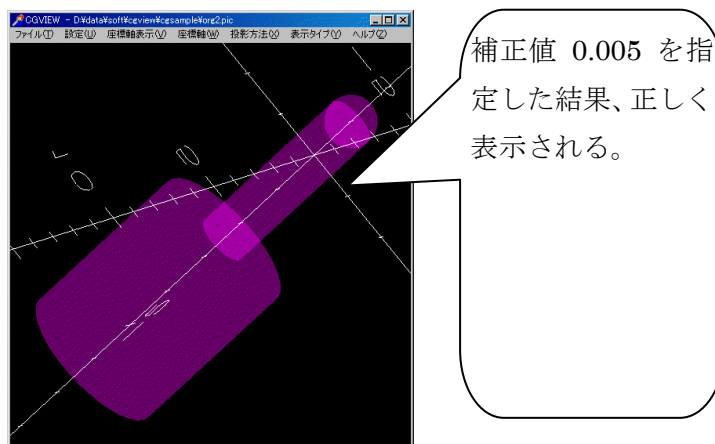 CGVIEW - D:¥data¥soft¥cgview¥cgsample¥org2.pic
ファイル(T) 設定(U) 座標軸表示(V) 座標軸(W) 投影方法(X) 表示タイプ(Y) ヘルプ(Z)
補正値 0.005 を指
定した結果、正しく
表示される。